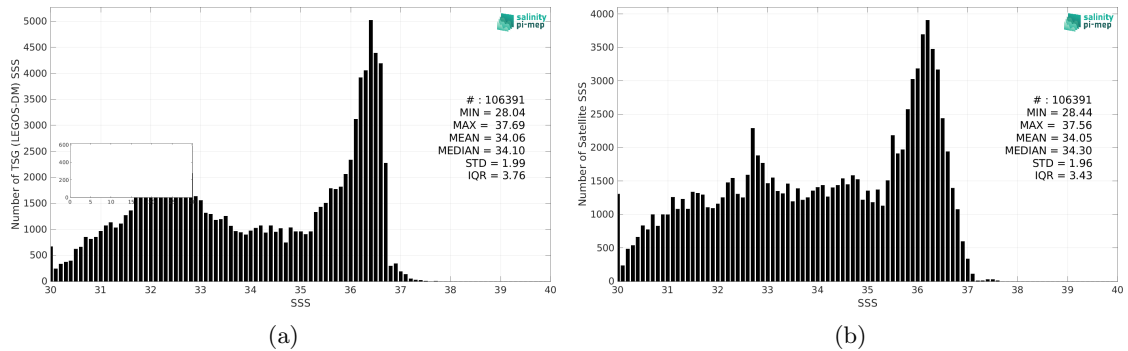 5000
4500
4000
3500
3000
2500
2000
1500
1000
500
0
Number of TSG (LEGOS-DM) SSS
600
400
200
0
0 5 10 15
salinity
pi-mep
# : 106391
MIN = 28.04
MAX = 37.69
MEAN = 34.06
MEDIAN = 34.10
STD = 1.99
IQR = 3.76
30 31 32 33 34 35 36 37 38 39 40
SSS
(a)
4000
3500
3000
2500
2000
1500
1000
500
0
Number of Satellite SSS
salinity
pi-mep
# : 106391
MIN = 28.44
MAX = 37.56
MEAN = 34.05
MEDIAN = 34.30
STD = 1.96
IQR = 3.43
30 31 32 33 34 35 36 37 38 39 40
SSS
(b)